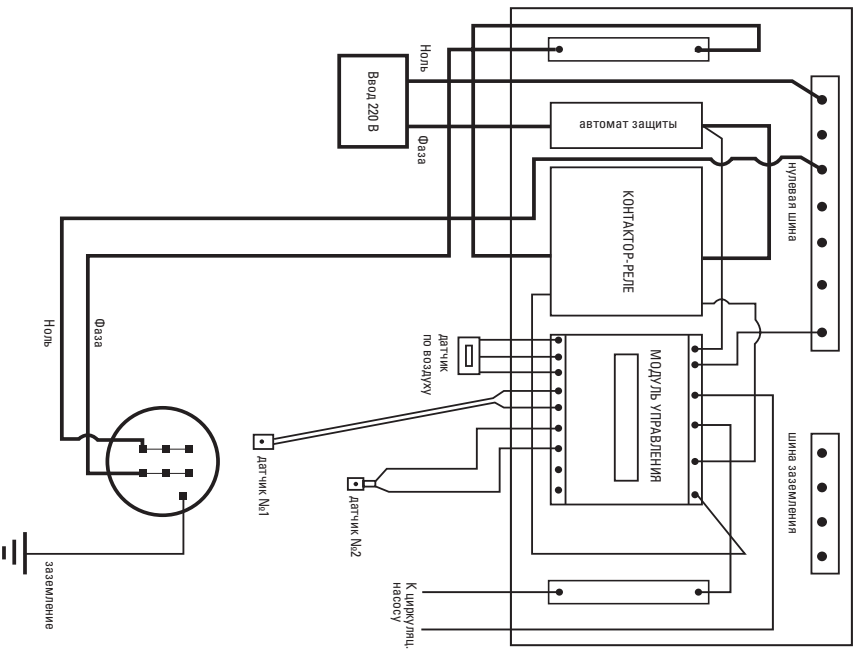 Ноль
Ввод 220 В
Фаза
автомат защиты
нулевая шина
КОНТАКТОР-РЕЛЕ
Ноль
Фаза
датчик
по воздуху
МОДУЛЬ УПРАВЛЕНИЯ
шина заземления
датчик №1
датчик №2
К циркуляц.
насосу
заземление